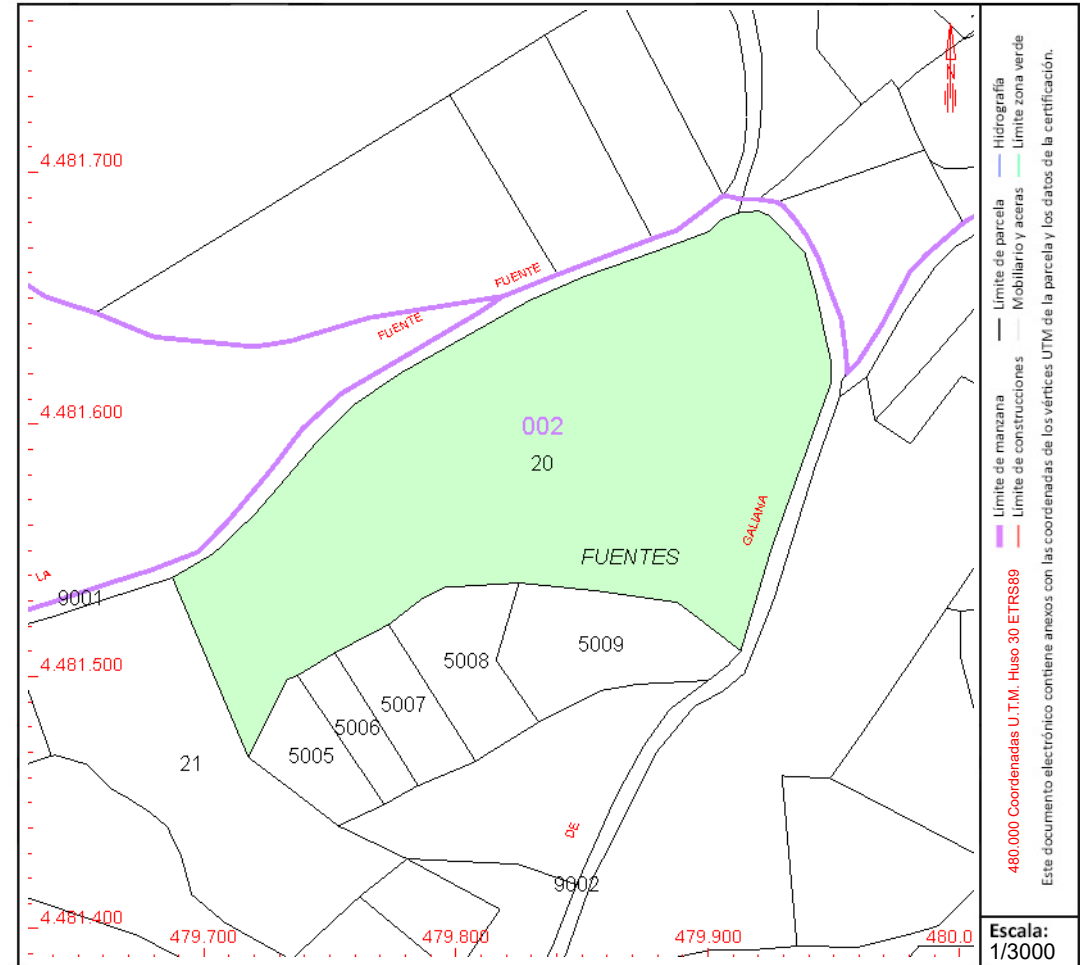 4.481.700
FUENTE
FUENTE
4.481.600
002
20
GALIANA
FUENTES
LA
9001
5009
5008
4.481.500
5007
5006
5005
21
DE
9002
4.481.400
479.700
479.800
479.900
480.0
N
Límite de manzana
Límite de parcela
Hidrografía
Límite de construcciones
Mobiliario y aceras
Límite zona verde
480.000 Coordenadas U.T.M. Huso 30 ETRS89
Este documento electrónico contiene anexos con las coordenadas de los vértices UTM de la parcela y los datos de la certificación.
Escala:
1/3000